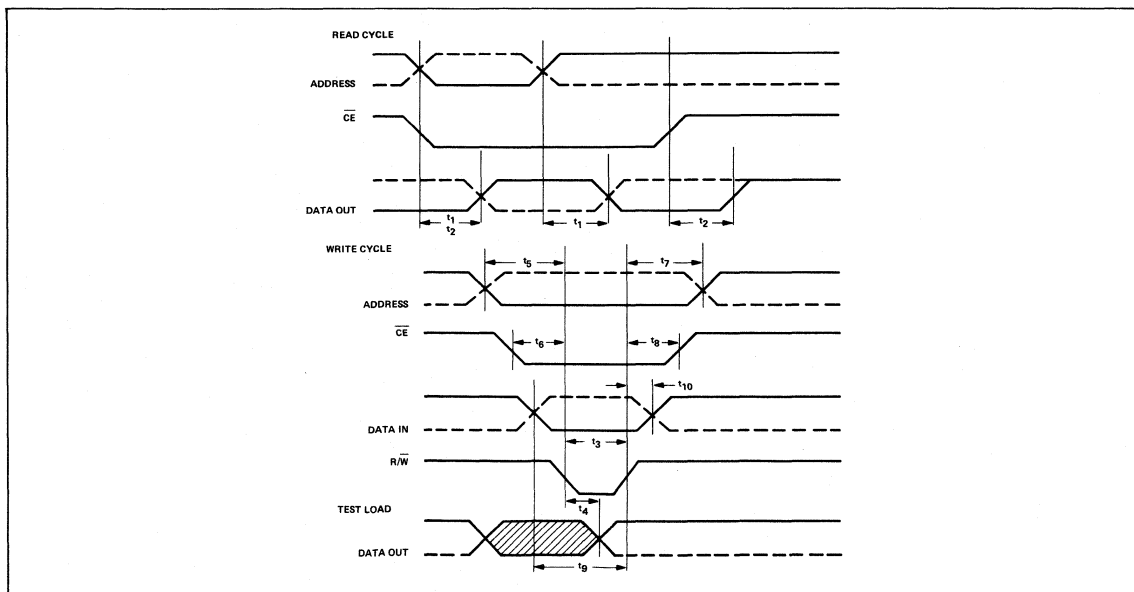 READ CYCLE
ADDRESS
CE
DATA OUT
t1
t2
t1
t2
WRITE CYCLE
t5
t7
ADDRESS
CE
t6
t8
t10
DATA IN
t3
R/W
t4
TEST LOAD
DATA OUT
t9